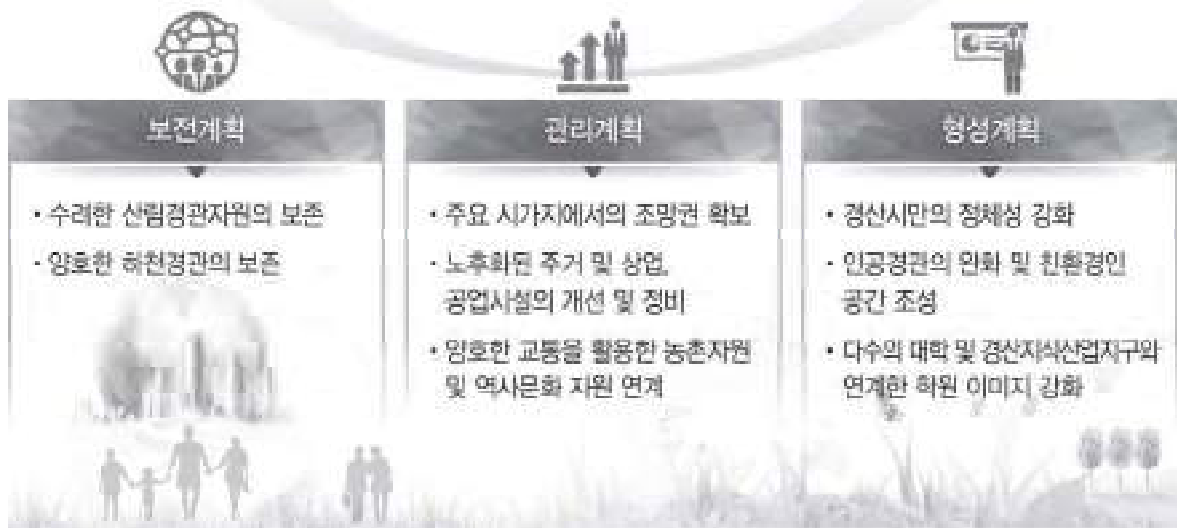 보전계획
• 수려한 산림경관자원의 보존
• 양호한 하천경관의 보존
관리계획
• 주요 시가지에서의 조망권 확보
• 노후화된 주거 및 상업,
공업시설의 개선 및 정비
• 양호한 교통을 활용한 농촌자원
및 역사문화 자원 연계
형성계획
• 경산시만의 정체성 강화
• 인공경관의 완화 및 친환경인
공간 조성
• 다수의 대학 및 경산지식산업지구와
연계한 학원 이미지 강화